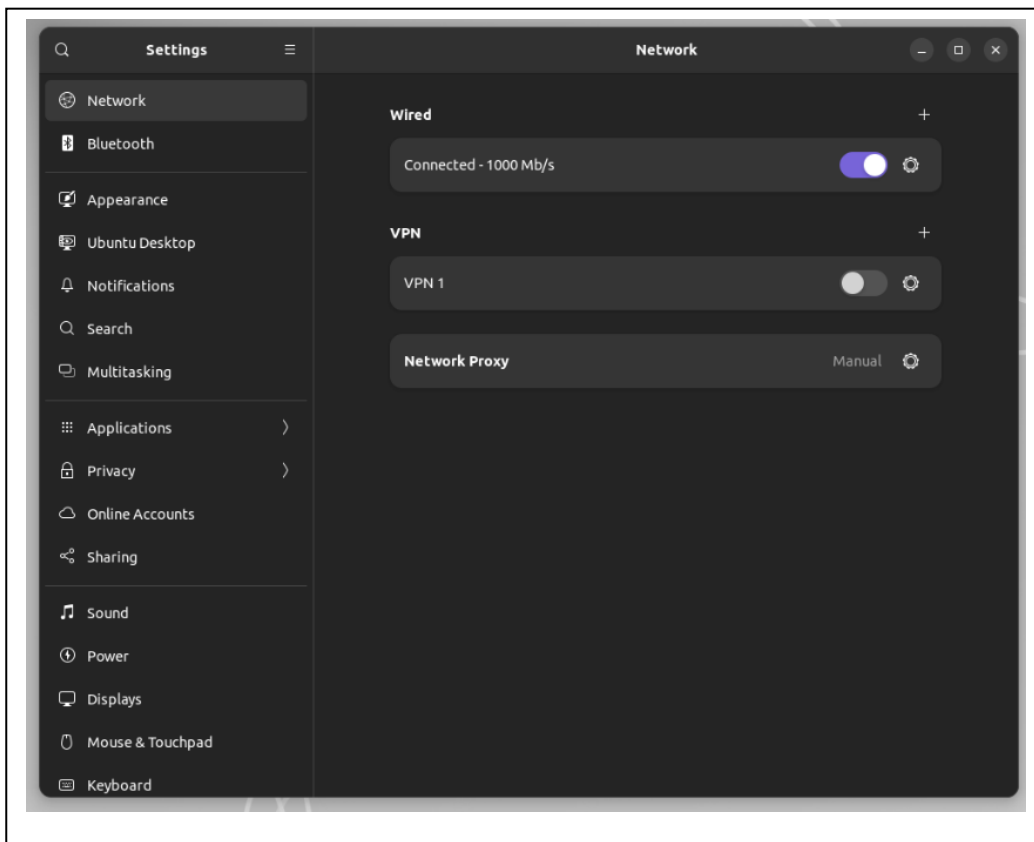 Settings
Network
Bluetooth
Appearance
Ubuntu Desktop
Notifications
Search
Multitasking
Applications
Privacy
Online Accounts
Sharing
Sound
Power
Displays
Mouse & Touchpad
Keyboard
Network
Wired
Connected - 1000 Mb/s
VPN
VPN 1
Network Proxy Manual